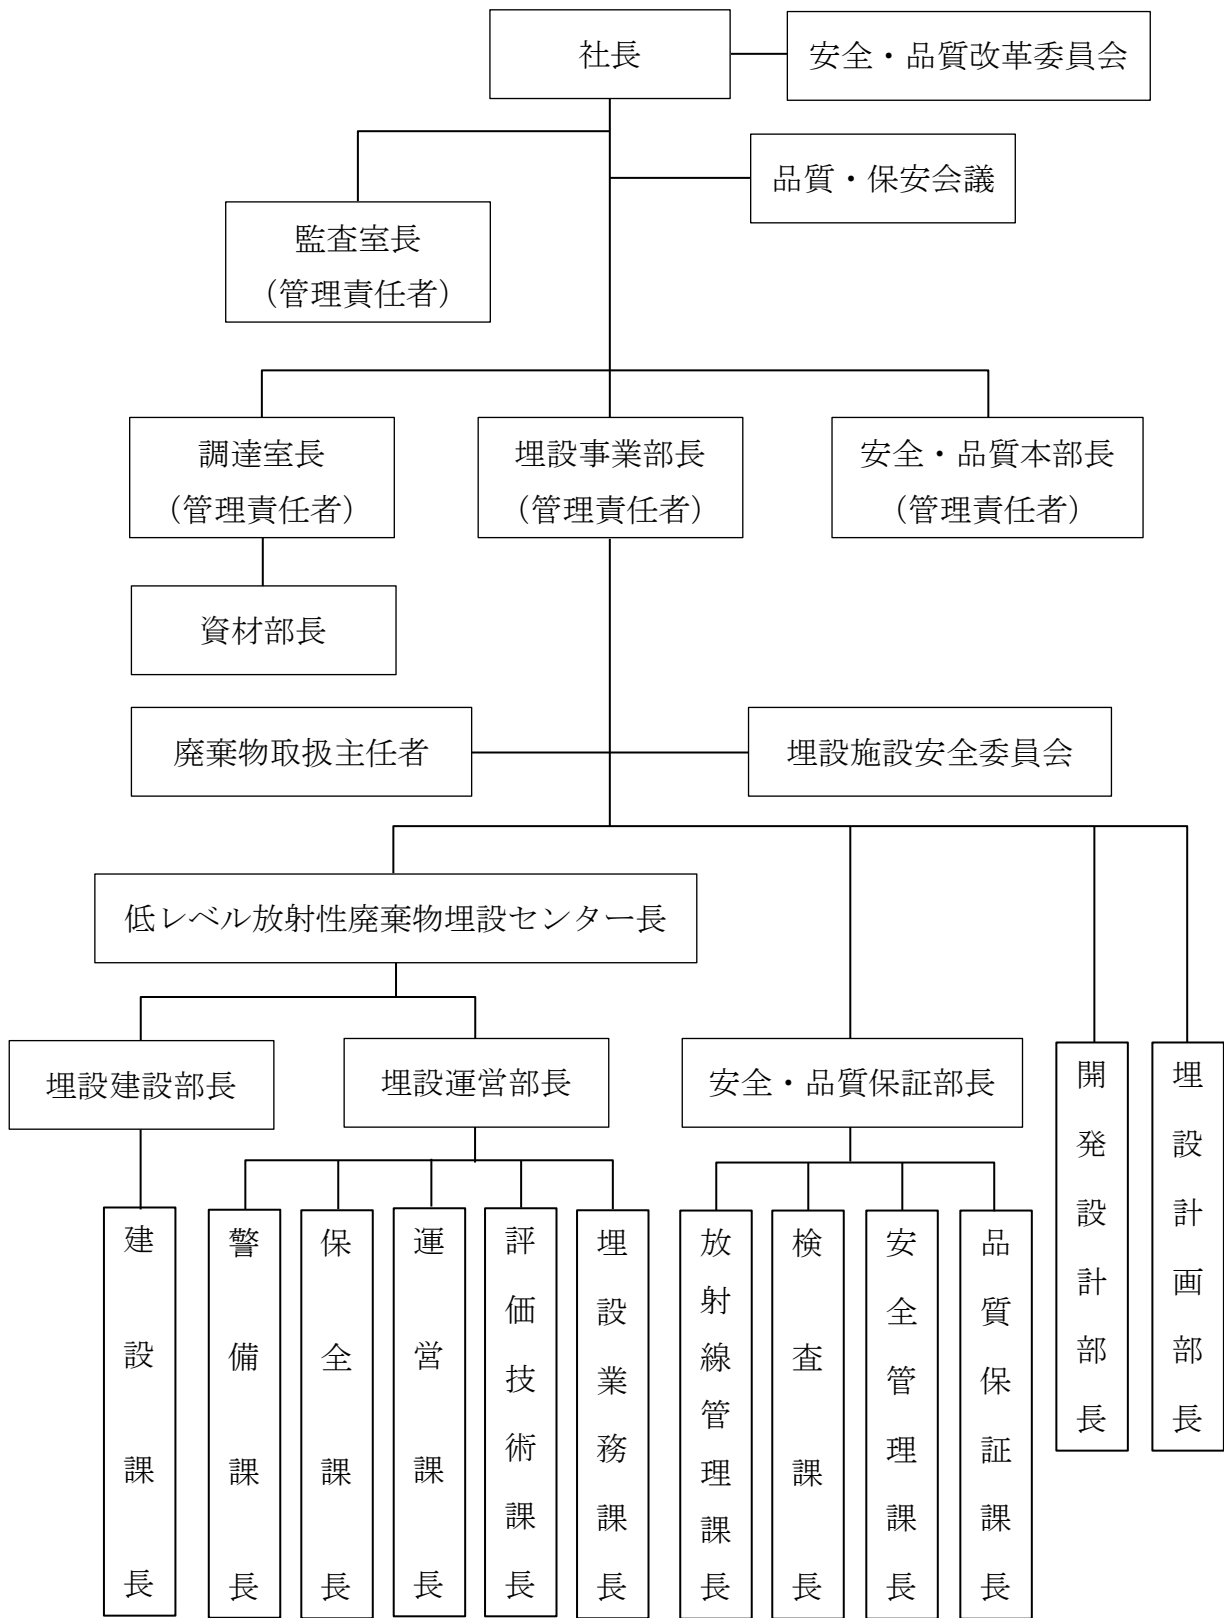 社長
安全・品質改革委員会
品質・保安会議
監査室長
（管理責任者）
調達室長
（管理責任者）
埋設事業部長
（管理責任者）
安全・品質本部長
（管理責任者）
資材部長
廃棄物取扱主任者
埋設施設安全委員会
低レベル放射性廃棄物埋設センター長
埋設建設部長
埋設運営部長
安全・品質保証部長
開発設計部長
埋設計画部長
建設課長
警備課長
保全課長
運営課長
評価技術課長
埋設業務課長
放射線管理課長
検査課長
安全管理課長
品質保証課長